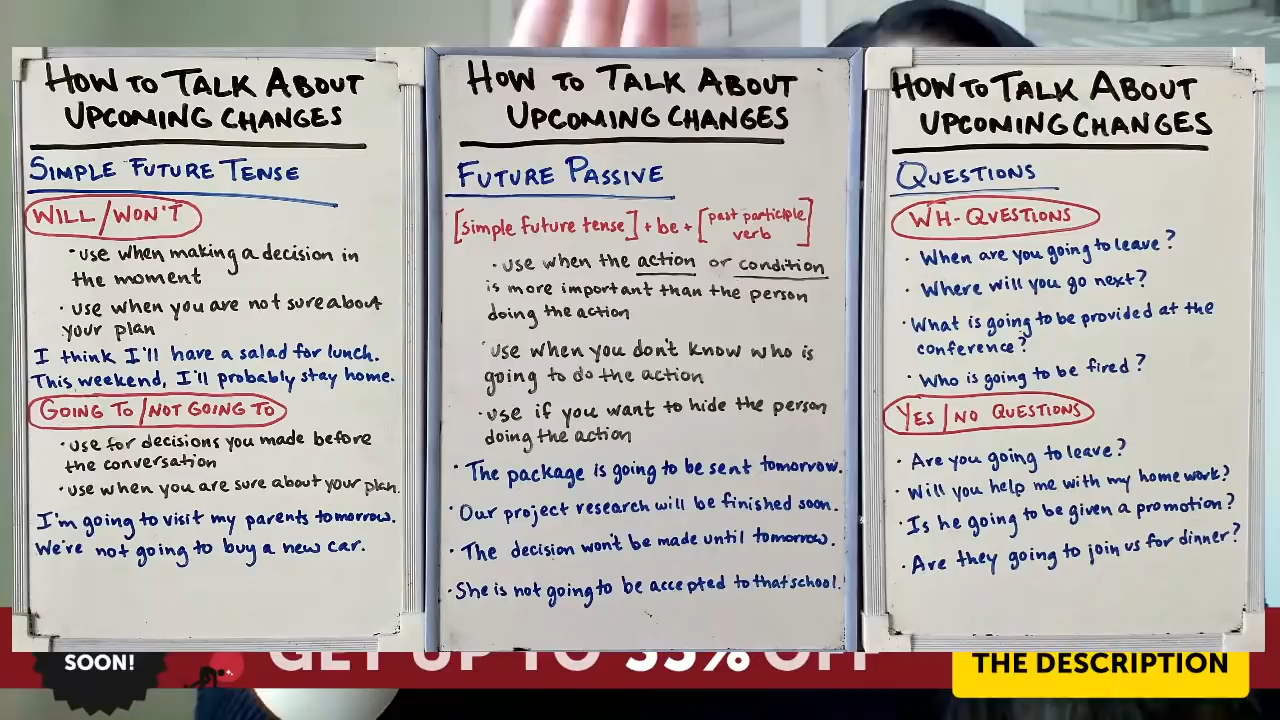 HOW TO TALK ABOUT
UPCOMING CHANGES
SIMPLE FUTURE TENSE
WILL/WON'T
• use when making a decision in
the moment
• use when you are not sure about
your plan
I think I'll have a salad for lunch.
This weekend, I'll probably stay home.
GOING TO/NOT GOING TO
• use for decisions you made before
the conversation
• use when you are sure about your plan.
I'm going to visit my parents tomorrow.
We're not going to buy a new car.
HOW TO TALK ABOUT
UPCOMING CHANGES
FUTURE PASSIVE
[simple future tense] + be + [past participle
verb]
• use when the action or condition
is more important than the person
doing the action
• use when you don't know who is
going to do the action
• use if you want to hide the person
doing the action
• The package is going to be sent tomorrow.
• Our project research will be finished soon.
• The decision won't be made until tomorrow.
• She is not going to be accepted to that school.
HOW TO TALK ABOUT
UPCOMING CHANGES
QUESTIONS
WH-QUESTIONS
• When are you going to leave?
• Where will you go next?
• What is going to be provided at the
conference?
• Who is going to be fired?
YES/NO QUESTIONS
• Are you going to leave?
• Will you help me with my homework?
• Is he going to be given a promotion?
• Are they going to join us for dinner?
SOON!
GET UP TO 35% OFF
THE DESCRIPTION